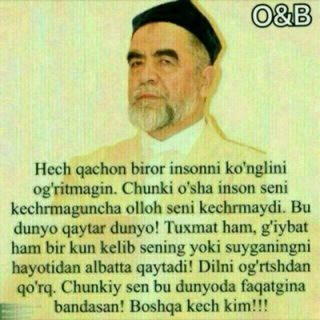 O&B
Hech qachon biror insonni ko'nglini
og'ritmagin. Chunki o'sha inson seni
kechrmaguncha olloh seni kechrmaydi. Bu
dunyo qaytar dunyo! Tuxmat ham, g'iybat
ham bir kun kelib sening yoki suyganingni
hayotidan albatta qaytadi! Dilni og'rtshdan
qo'rq. Chunkiy sen bu dunyoda faqatgina
bandasan! Boshqa kech kim!!!